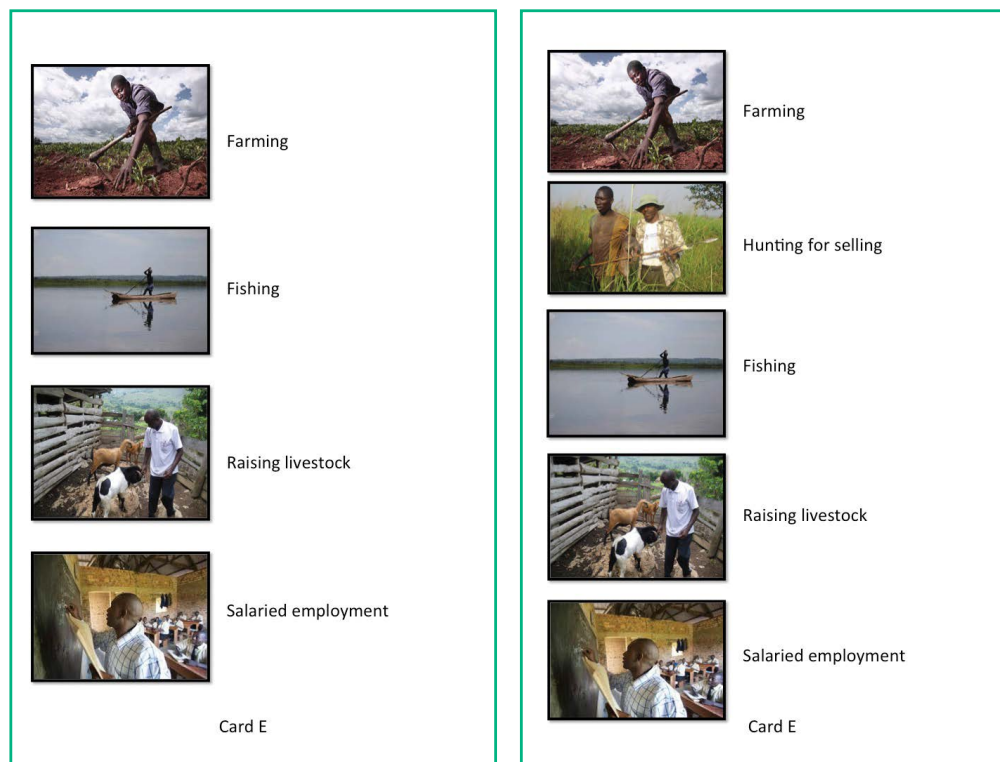 Farming
Fishing
Raising livestock
Salaried employment
Card E
Farming
Hunting for selling
Fishing
Raising livestock
Salaried employment
Card E